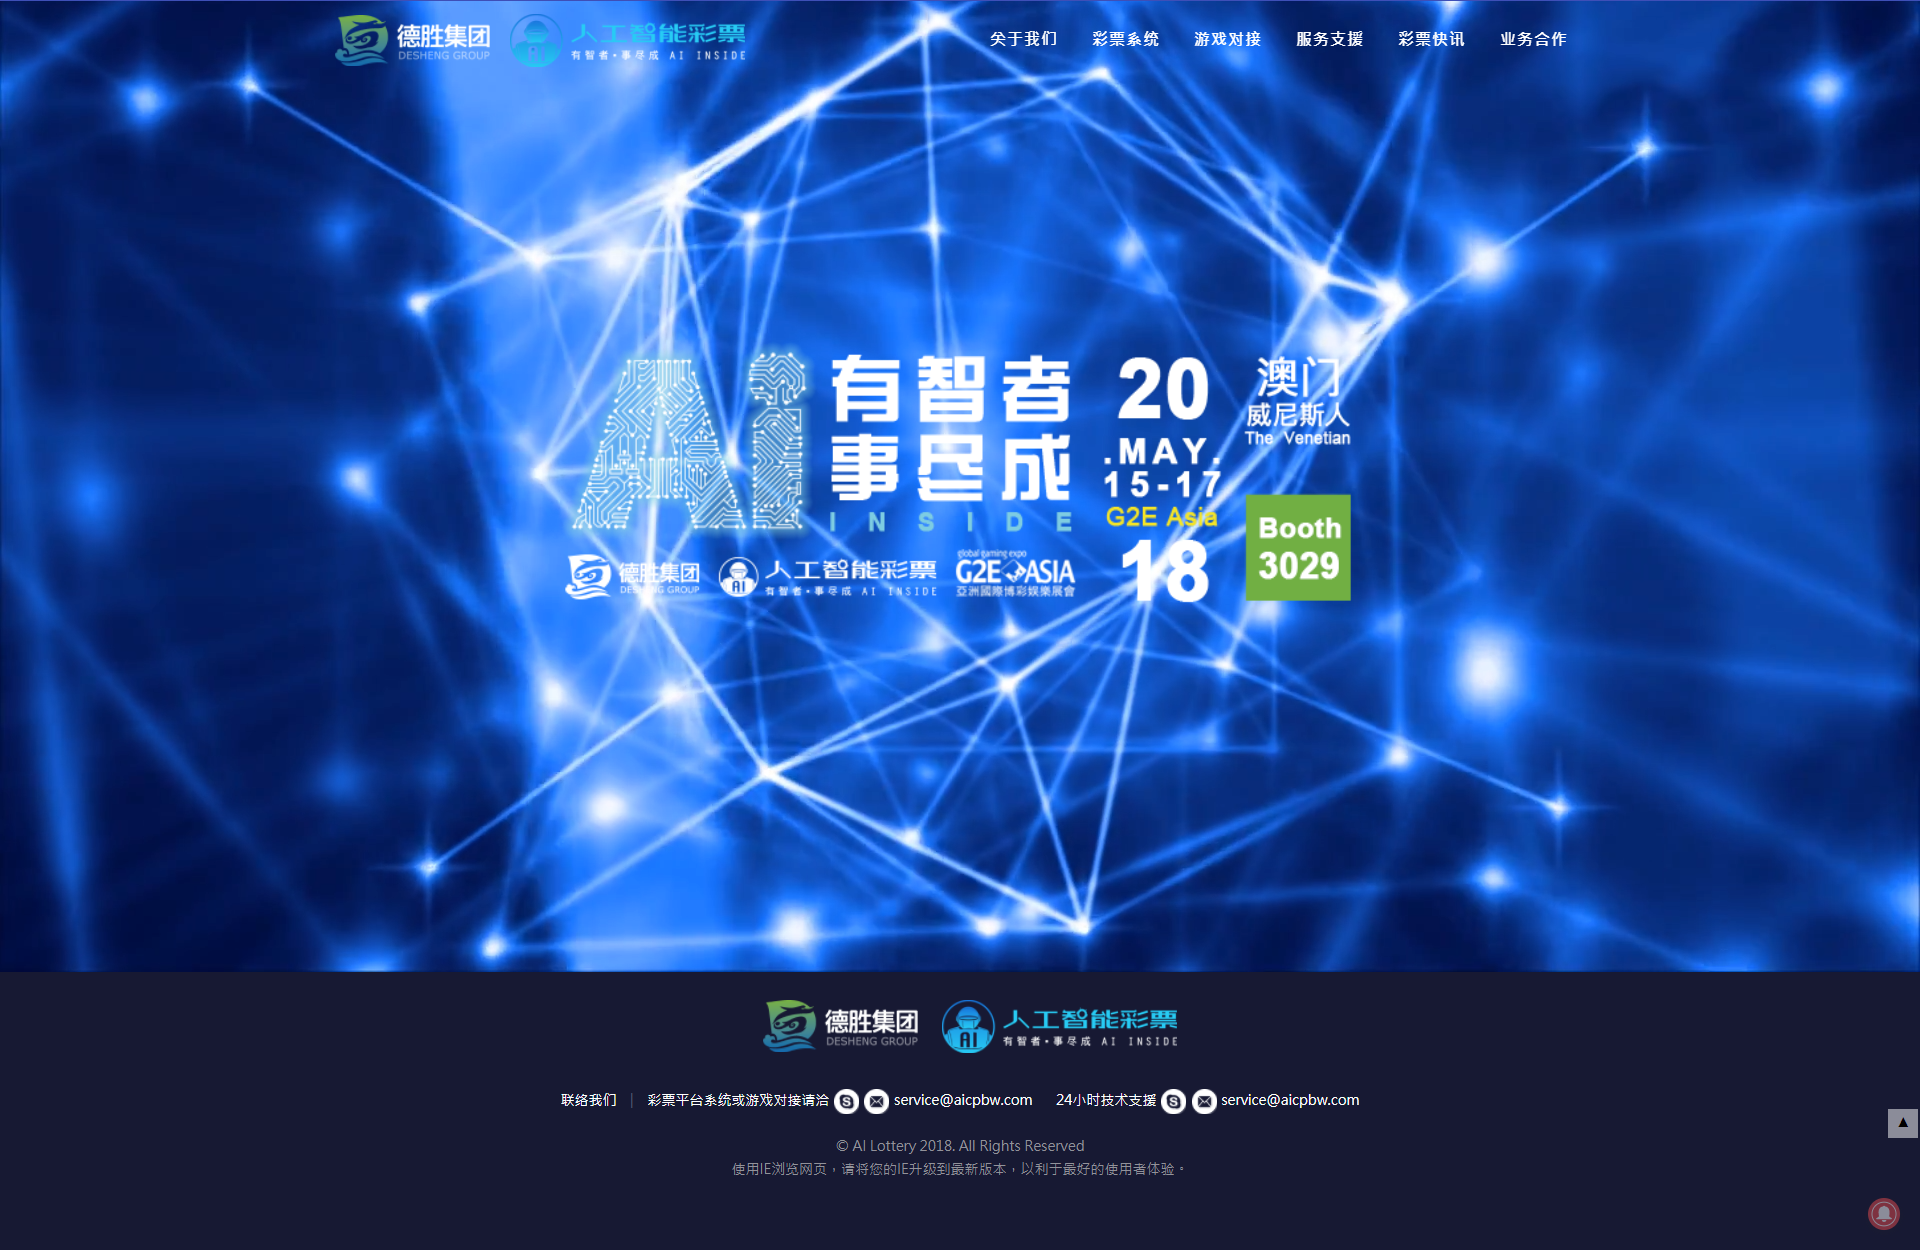 德胜集团
DESHENG GROUP
人工智能彩票
有智者•事尽成 AI INSIDE
关于我们 彩票系统 游戏对接 服务支援 彩票快讯 业务合作
AI
有智者
事尽成
INSIDE
德胜集团
DESHENG GROUP
AI
人工智能彩票
有智者•事尽成 AI INSIDE
global gaming expo
G2E ASIA
亞洲國際博彩娛樂展會
20
.MAY.
15-17
G2E Asia
18
澳门
威尼斯人
The Venetian
Booth
3029
德胜集团
DESHENG GROUP
AI
人工智能彩票
有智者•事尽成 AI INSIDE
联络我们 | 彩票平台系统或游戏对接请洽 service@aicpbw.com 24小时技术支援 service@aicpbw.com
© AI Lottery 2018. All Rights Reserved
使用IE浏览网页，请将您的IE升级到最新版本，以利于最好的使用者体验。
▲